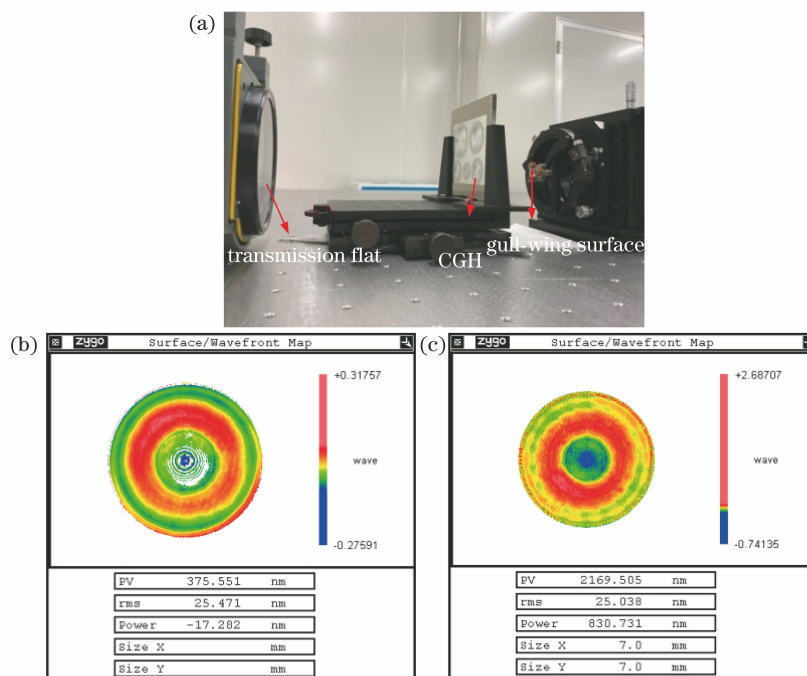 (a)
transmission flat
CGH
gull-wing surface
(b)
zygo Surface/Wavefront Map
+0.31757
wave
-0.27591
PV 375.551 nm
rms 25.471 nm
Power -17.282 nm
Size X mm
Size Y mm
(c)
zygo Surface/Wavefront Map
+2.68707
wave
-0.74135
PV 2169.505 nm
rms 25.038 nm
Power 830.731 nm
Size X 7.0 mm
Size Y 7.0 mm